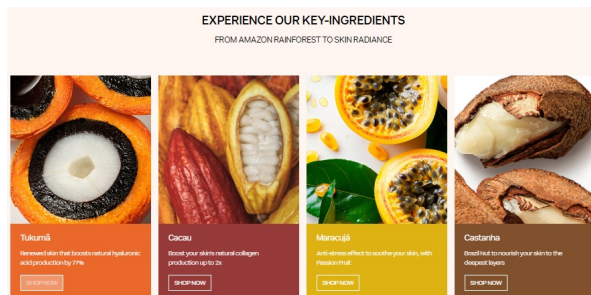 EXPERIENCE OUR KEY-INGREDIENTS
FROM AMAZON RAINFOREST TO SKIN RADIANCE
Tukumã
Renewed skin that boosts natural hyaluronic
acid production by 77%
SHOP NOW
Cacau
Boost your skin's natural collagen
production up to 2x
SHOP NOW
Maracujá
Anti-stress effect to soothe your skin, with
Passion Fruit
SHOP NOW
Castanha
Brazil Nut to nourish your skin to the
deepest layers
SHOP NOW